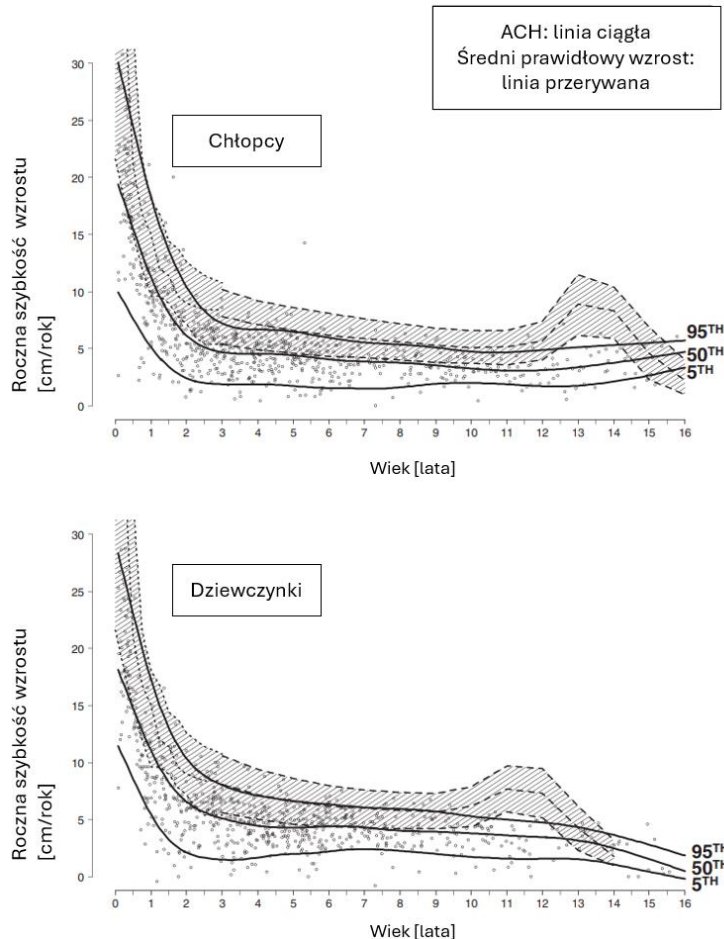 ACH: linia ciągła
Średni prawidłowy wzrost:
linia przerywana
Chłopcy
Roczna szybkość wzrostu
[cm/rok]
30
25
20
15
10
5
0
95TH
50TH
5TH
0 1 2 3 4 5 6 7 8 9 10 11 12 13 14 15 16
Wiek [lata]
Dziewczynki
Roczna szybkość wzrostu
[cm/rok]
30
25
20
15
10
5
0
95TH
50TH
5TH
0 1 2 3 4 5 6 7 8 9 10 11 12 13 14 15 16
Wiek [lata]